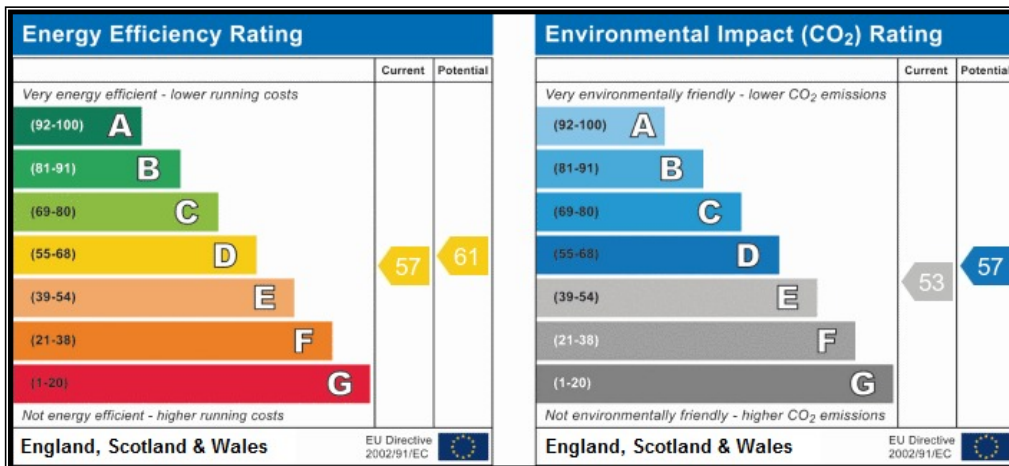 Energy Efficiency Rating
Current Potential
Very energy efficient - lower running costs
(92-100) A
(81-91) B
(69-80) C
(55-68) D
57 61
(39-54) E
(21-38) F
(1-20) G
Not energy efficient - higher running costs
England, Scotland & Wales
EU Directive
2002/91/EC
Environmental Impact (CO2) Rating
Current Potential
Very environmentally friendly - lower CO2 emissions
(92-100) A
(81-91) B
(69-80) C
(55-68) D
57
(39-54) E
53
(21-38) F
(1-20) G
Not environmentally friendly - higher CO2 emissions
England, Scotland & Wales
EU Directive
2002/91/EC